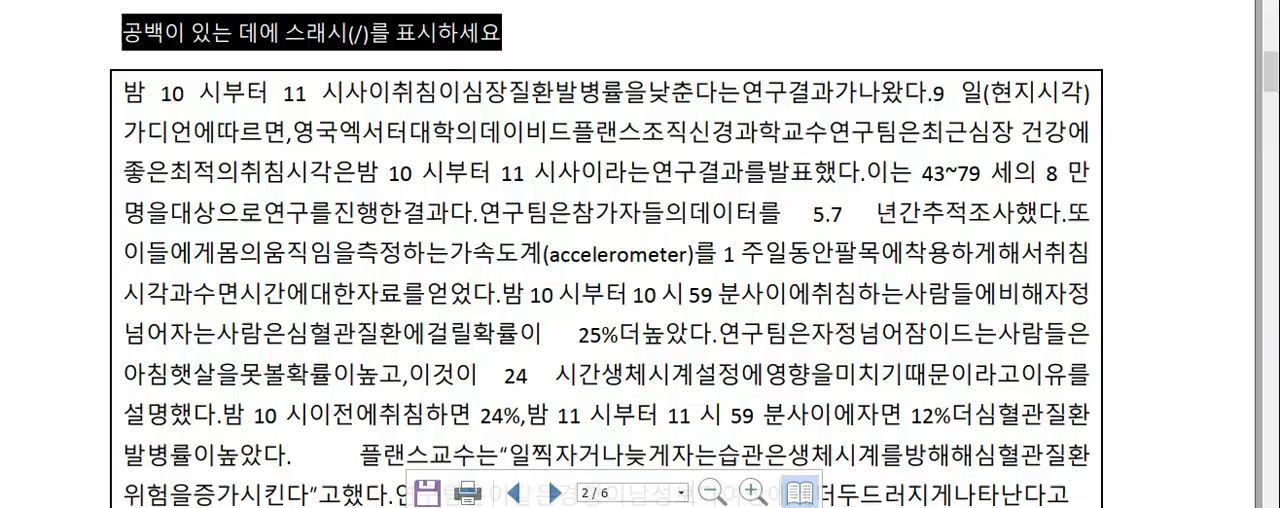 공백이 있는 데에 스래시(/)를 표시하세요
밤 10 시부터 11 시사이취침이심장질환발병률을낮춘다는연구결과가나왔다.9 일(현지시각)
가디언에따르면,영국엑서터대학의데이비드플랜스조직신경과학교수연구팀은최근심장 건강에
좋은최적의취침시각은밤 10 시부터 11 시사이라는연구결과를발표했다.이는 43~79 세의 8 만
명을대상으로연구를진행한결과다.연구팀은참가자들의데이터를 5.7 년간추적조사했다.또
이들에게몸의움직임을측정하는가속도계(accelerometer)를 1 주일동안팔목에착용하게해서취침
시각과수면시간에대한자료를얻었다.밤 10 시부터 10 시 59 분사이에취침하는사람들에비해자정
넘어자는사람은심혈관질환에걸릴확률이 25%더높았다.연구팀은자정넘어잠이드는사람들은
아침햇살을못볼확률이높고,이것이 24 시간생체시계설정에영향을미치기때문이라고이유를
설명했다.밤 10 시이전에취침하면 24%,밤 11 시부터 11 시 59 분사이에자면 12%더심혈관질환
발병률이높았다. 플랜스교수는"일찍자거나늦게자는습관은생체시계를방해해심혈관질환
위험을증가시킨다"고했다. 더두드러지게나타난다고
2 / 6